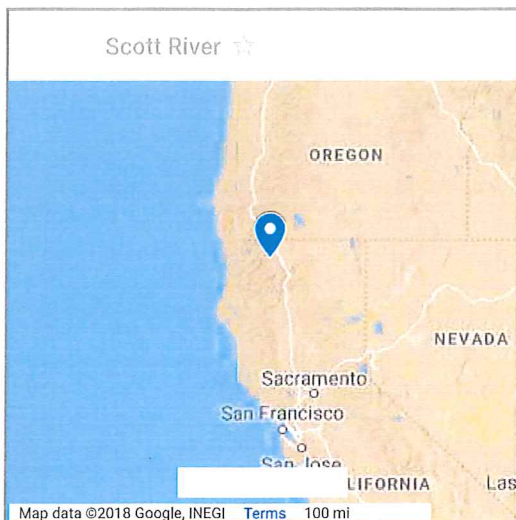 Scott River
OREGON
NEVADA
Sacramento
San Francisco
San Jose
LIFORNIA Las
Map data ©2018 Google, INEGI Terms 100 mi